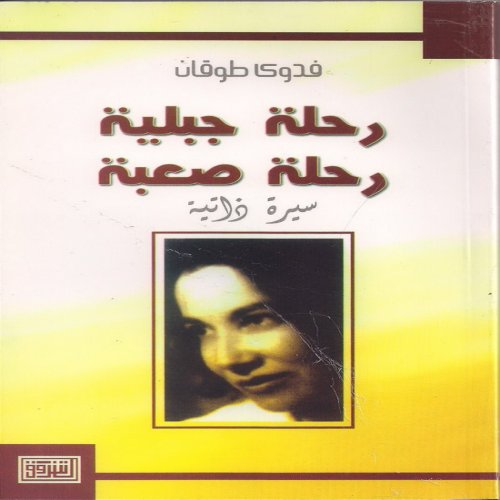 فدوى طوقان
رحلة جبلية
رحلة صعبة
سيرة ذاتية
الشروق